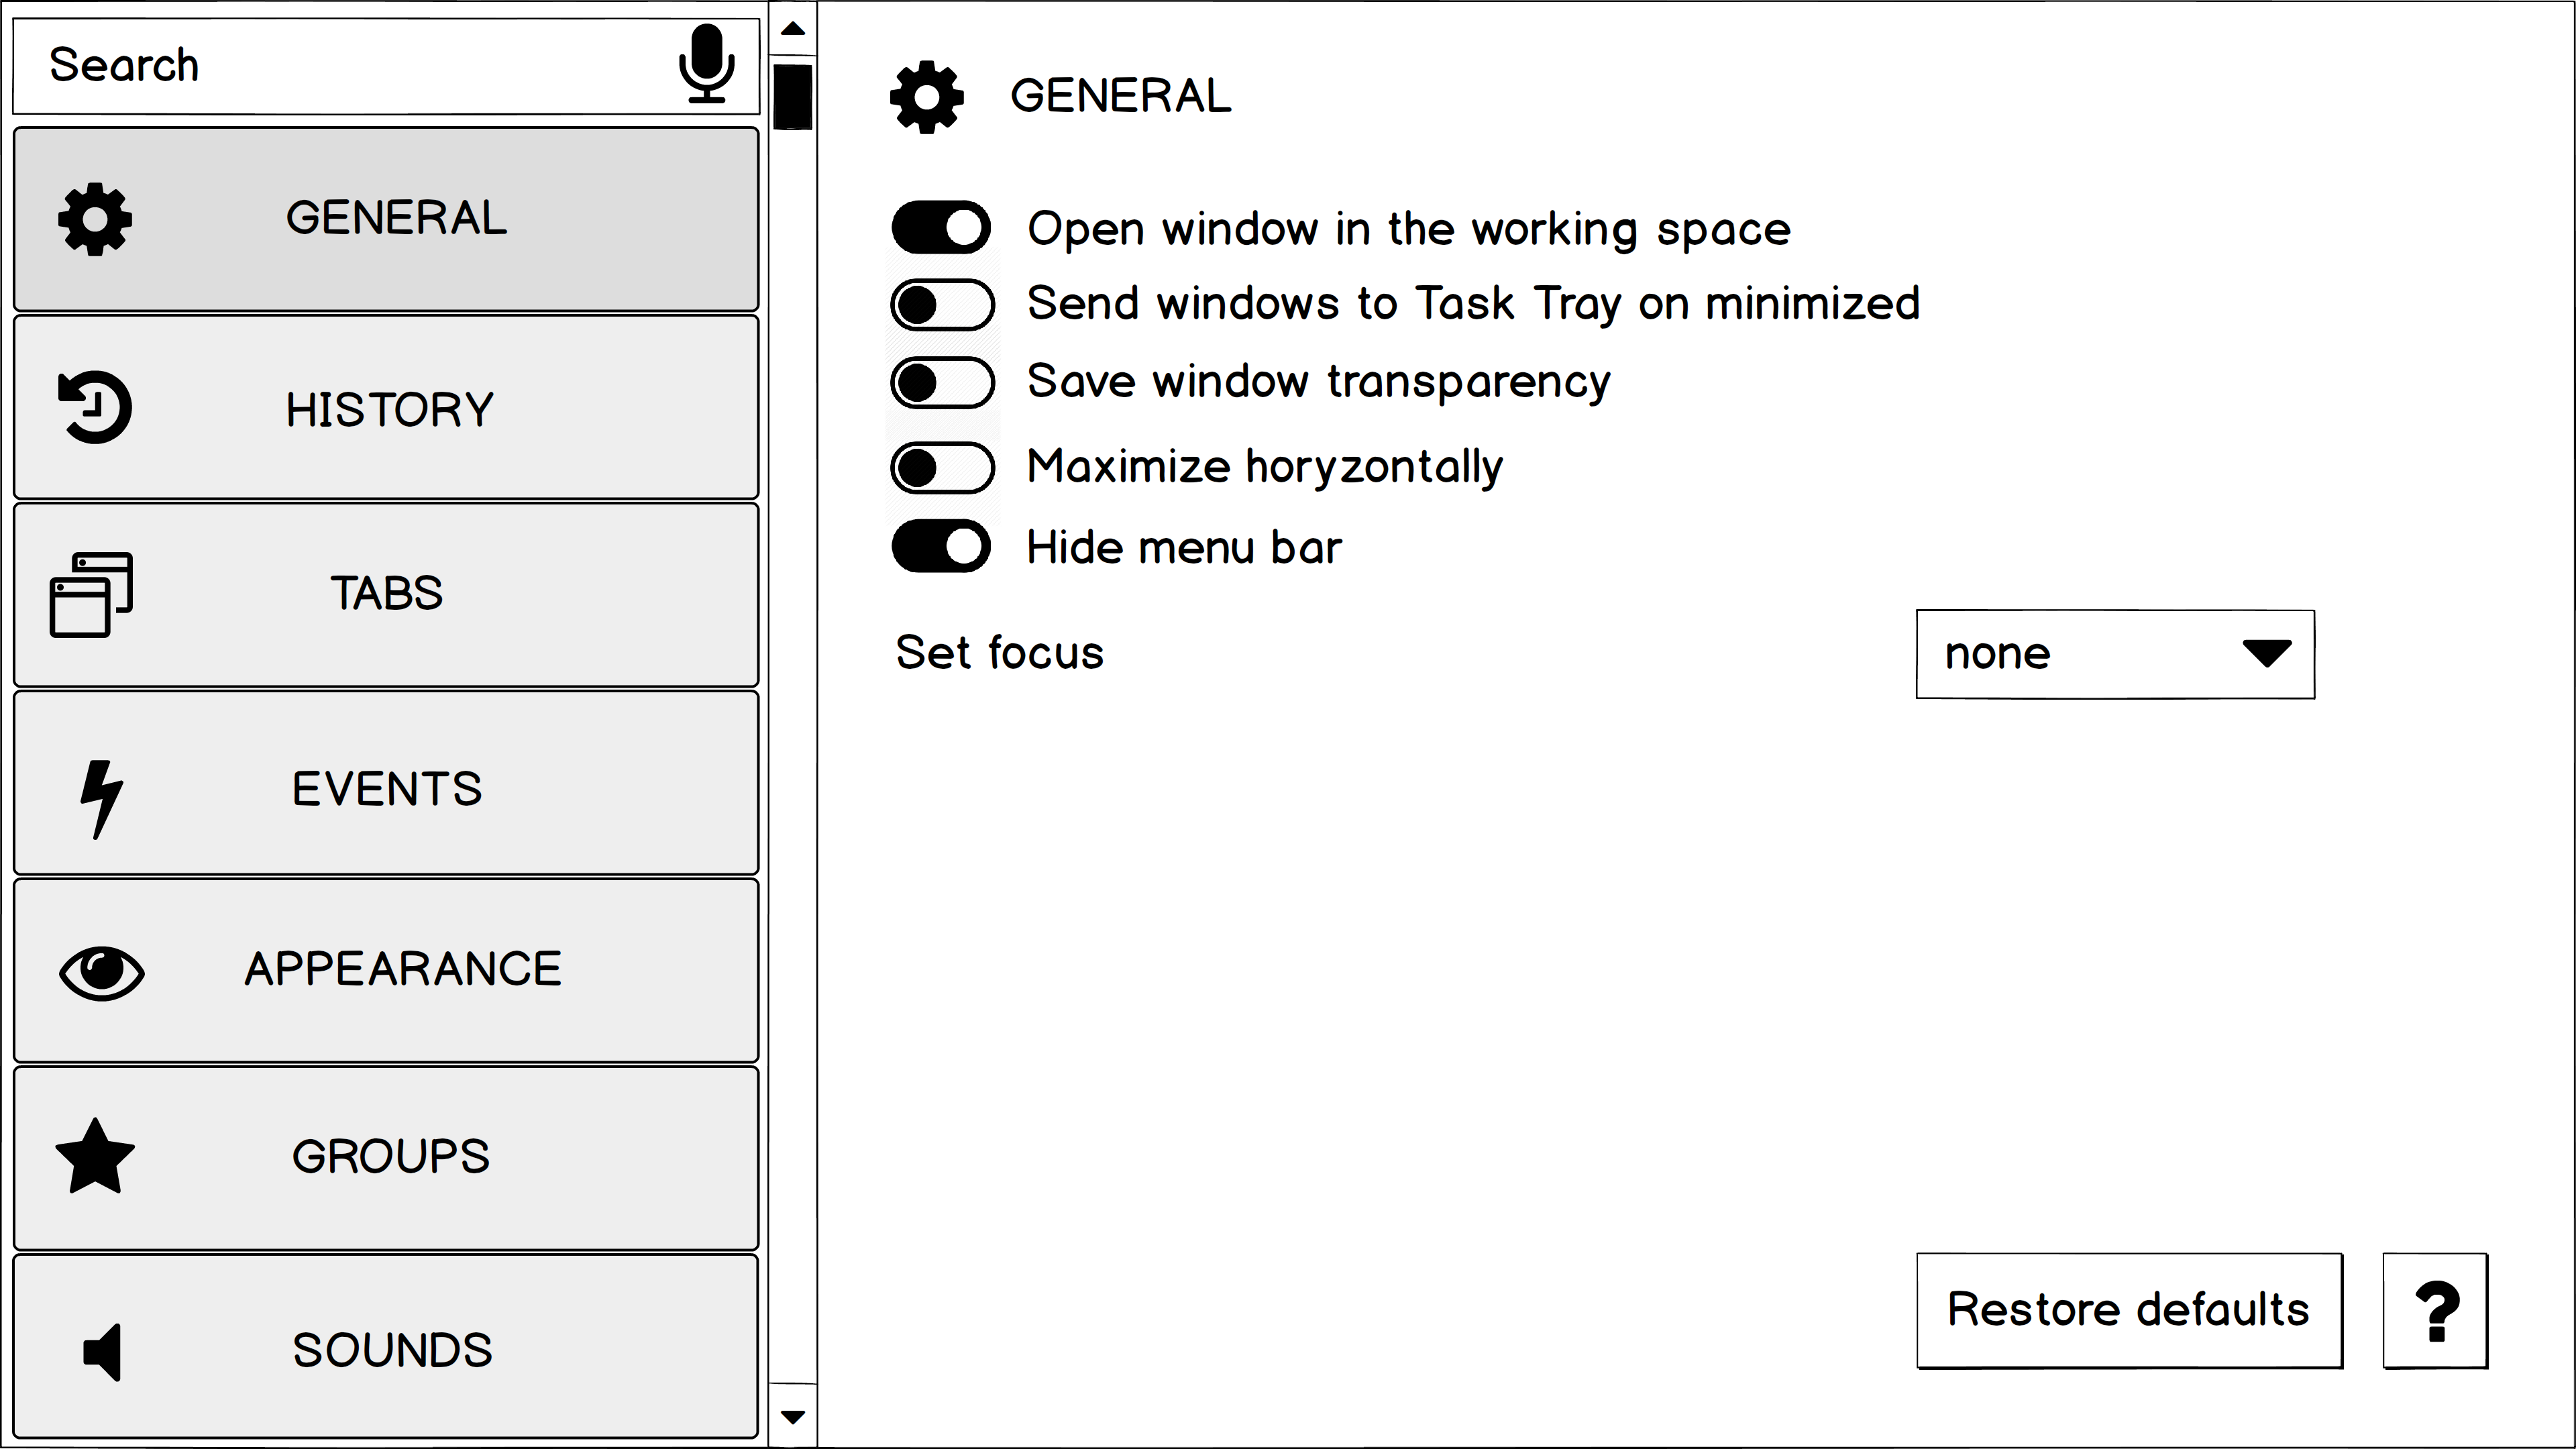 Search
GENERAL
HISTORY
TABS
EVENTS
APPEARANCE
GROUPS
SOUNDS
GENERAL
Open window in the working space
Send windows to Task Tray on minimized
Save window transparency
Maximize horyzontally
Hide menu bar
Set focus
none
Restore defaults
?